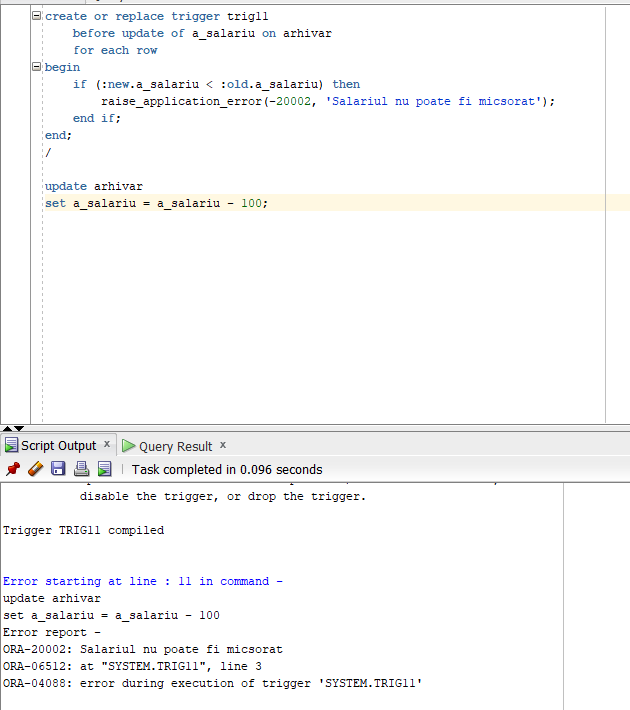 create or replace trigger trig11
before update of a_salariu on arhivar
for each row
begin
if (:new.a_salariu < :old.a_salariu) then
raise_application_error(-20002, 'Salariul nu poate fi micsorat');
end if;
end;
/
update arhivar
set a_salariu = a_salariu - 100;
Script Output x Query Result x
Task completed in 0.096 seconds
disable the trigger, or drop the trigger.
Trigger TRIG11 compiled
Error starting at line : 11 in command -
update arhivar
set a_salariu = a_salariu - 100
Error report -
ORA-20002: Salariul nu poate fi micsorat
ORA-06512: at "SYSTEM.TRIG11", line 3
ORA-04088: error during execution of trigger 'SYSTEM.TRIG11'